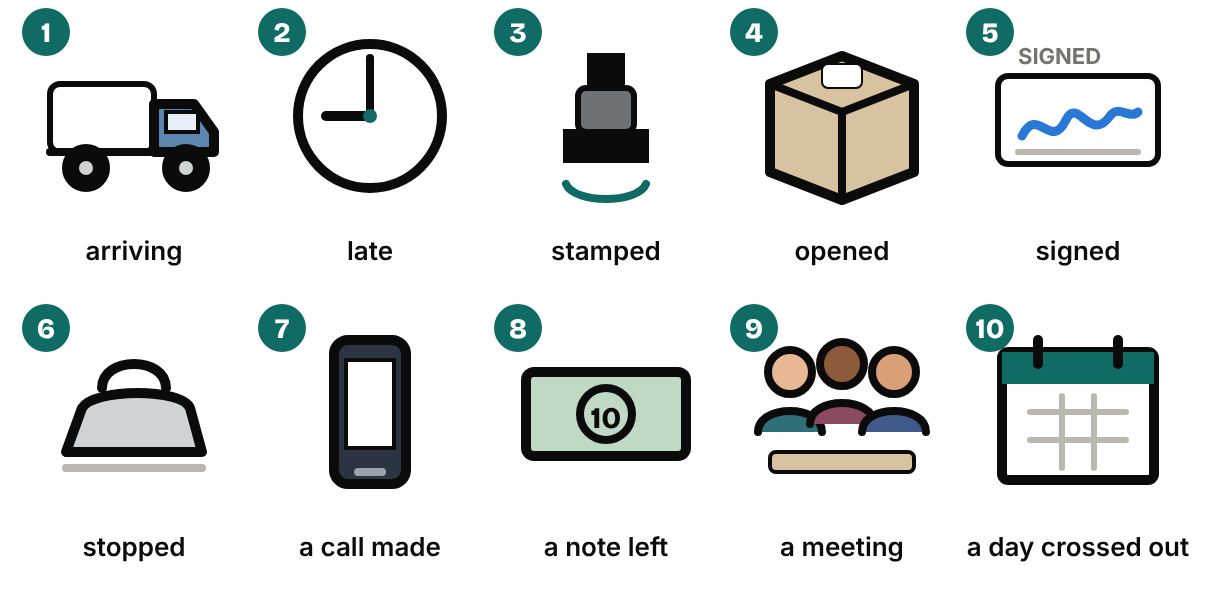 1
2
3
4
5
SIGNED
arriving
late
stamped
opened
signed
6
7
8
9
10
10
stopped
a call made
a note left
a meeting
a day crossed out